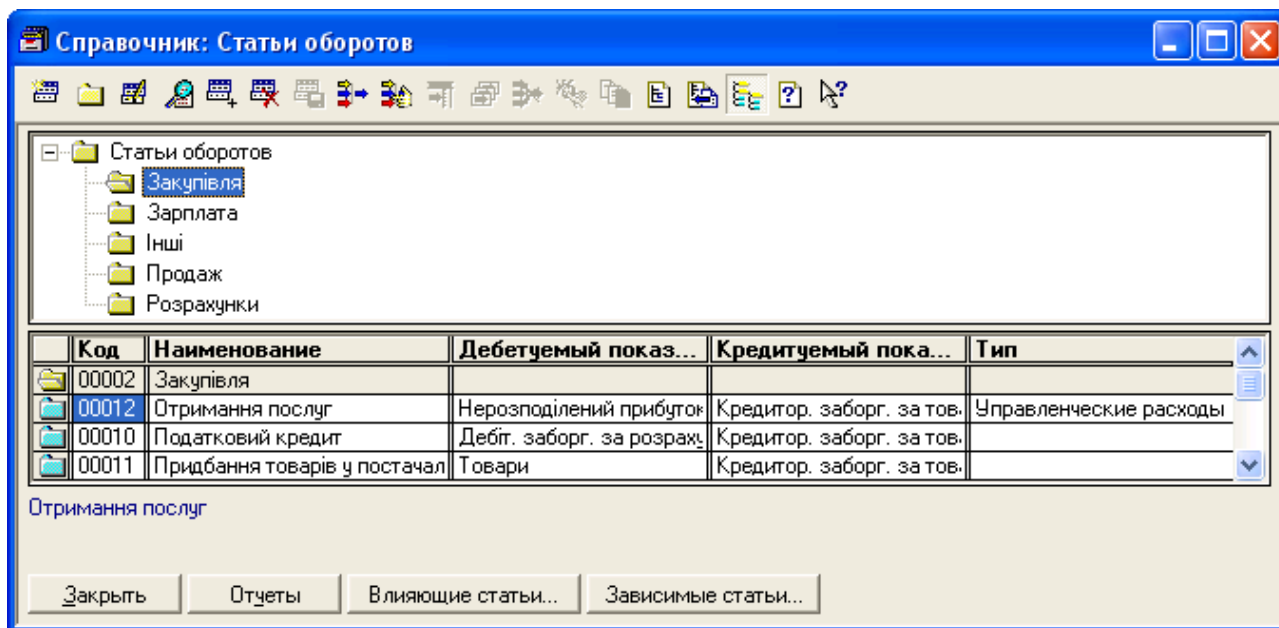 Справочник: Статьи оборотов
Статьи оборотов
Закупівля
Зарплата
Інші
Продаж
Розрахунки
Код Наименование Дебетуемый показ... Кредитуемый пока... Тип
00002 Закупівля
00012 Отримання послуг Нерозподілений прибуток Кредитор. заборг. за тов. Управленческие расходы
00010 Податковий кредит Дебіт. заборг. за розраху Кредитор. заборг. за тов.
00011 Придбання товарів у постачал Товари Кредитор. заборг. за тов.
Отримання послуг
Закрыть Отчеты Влияющие статьи... Зависимые статьи...